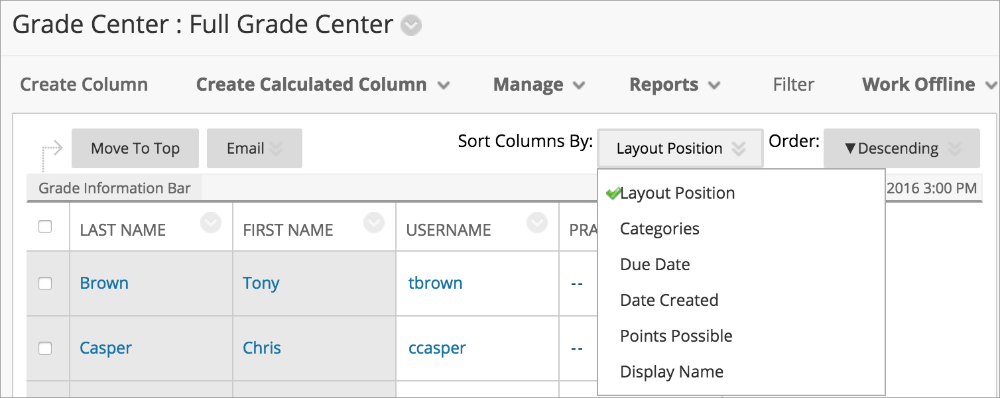 Grade Center : Full Grade Center
Create Column Create Calculated Column Manage Reports Filter Work Offline
Move To Top Email Sort Columns By: Layout Position Order: ▼Descending
Grade Information Bar 2016 3:00 PM
Layout Position
Categories
Due Date
Date Created
Points Possible
Display Name
LAST NAME FIRST NAME USERNAME PRA
Brown Tony tbrown --
Casper Chris ccasper --